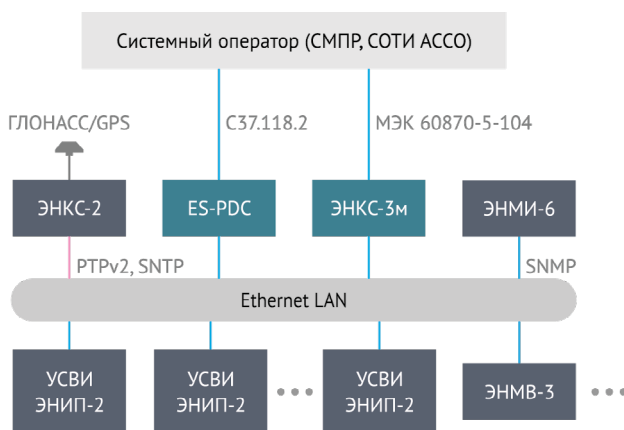 Системный оператор (СМПР, СОТИ АССО)
ГЛОНАСС/GPS
C37.118.2
МЭК 60870-5-104
ЭНКС-2
ES-PDC
ЭНКС-3м
ЭНМИ-6
PTPv2, SNTP
SNMP
Ethernet LAN
УСВИ
ЭНИП-2
УСВИ
ЭНИП-2
УСВИ
ЭНИП-2
ЭНМВ-3